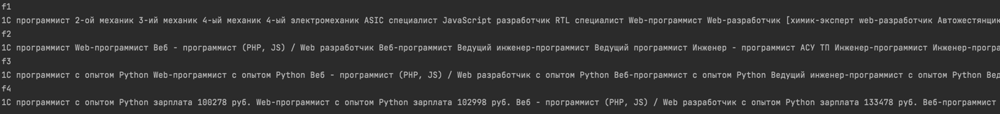 f1
1C программист 2-ой механик 3-ий механик 4-ый механик 4-ый электромеханик ASIC специалист JavaScript разработчик RTL специалист Web-программист Web-разработчик [химик-эксперт web-разработчик Автожестянщик
f2
1C программист Web-программист Веб - программист (PHP, JS) / Web разработчик Веб-программист Ведущий инженер-программист Ведущий программист Инженер - программист АСУ ТП Инженер-программист Инженер-програ
f3
1C программист с опытом Python Web-программист с опытом Python Веб - программист (PHP, JS) / Web разработчик с опытом Python Веб-программист с опытом Python Ведущий инженер-программист с опытом Python Вед
f4
1C программист с опытом Python зарплата 100278 руб. Web-программист с опытом Python зарплата 102998 руб. Веб - программист (PHP, JS) / Web разработчик с опытом Python зарплата 133478 руб. Веб-программист